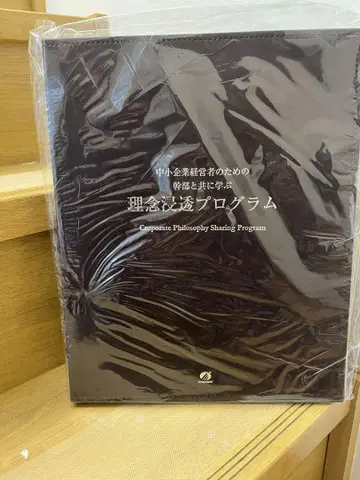 中小企業経営者のための
幹部と共に学ぶ
理念浸透プログラム
Corporate Philosophy Sharing Program